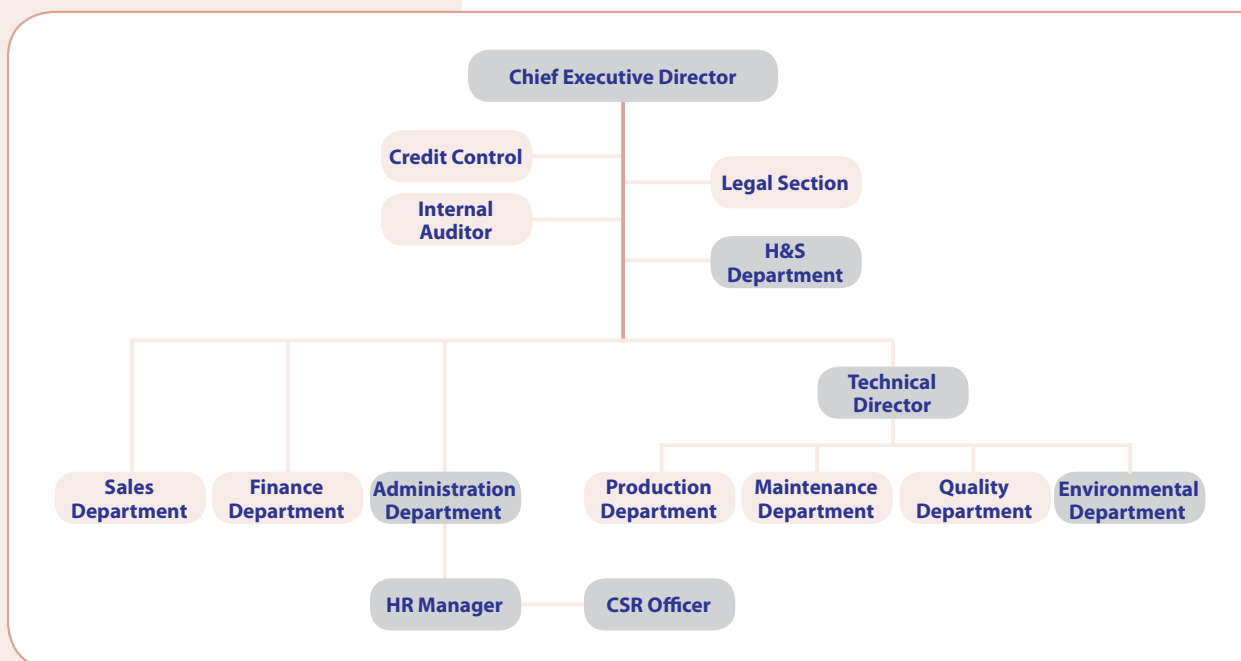 Chief Executive Director
Credit Control
Legal Section
Internal
Auditor
H&S
Department
Technical
Director
Sales
Department
Finance
Department
Administration
Department
Production
Department
Maintenance
Department
Quality
Department
Environmental
Department
HR Manager
CSR Officer